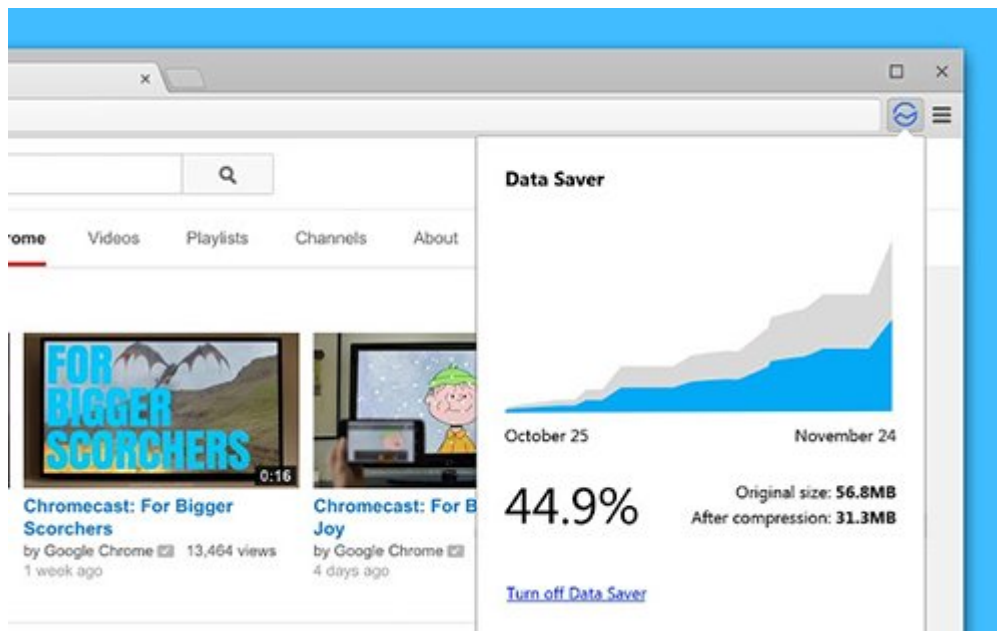 Data Saver
ome Videos Playlists Channels About
October 25 November 24
44.9%
Original size: 56.8MB
After compression: 31.3MB
Turn off Data Saver
FOR
BIGGER
SCORCHERS
0:16
Chromecast: For Bigger
Scorchers
by Google Chrome 13,464 views
1 week ago
Chromecast: For B
Joy
by Google Chrome
4 days ago